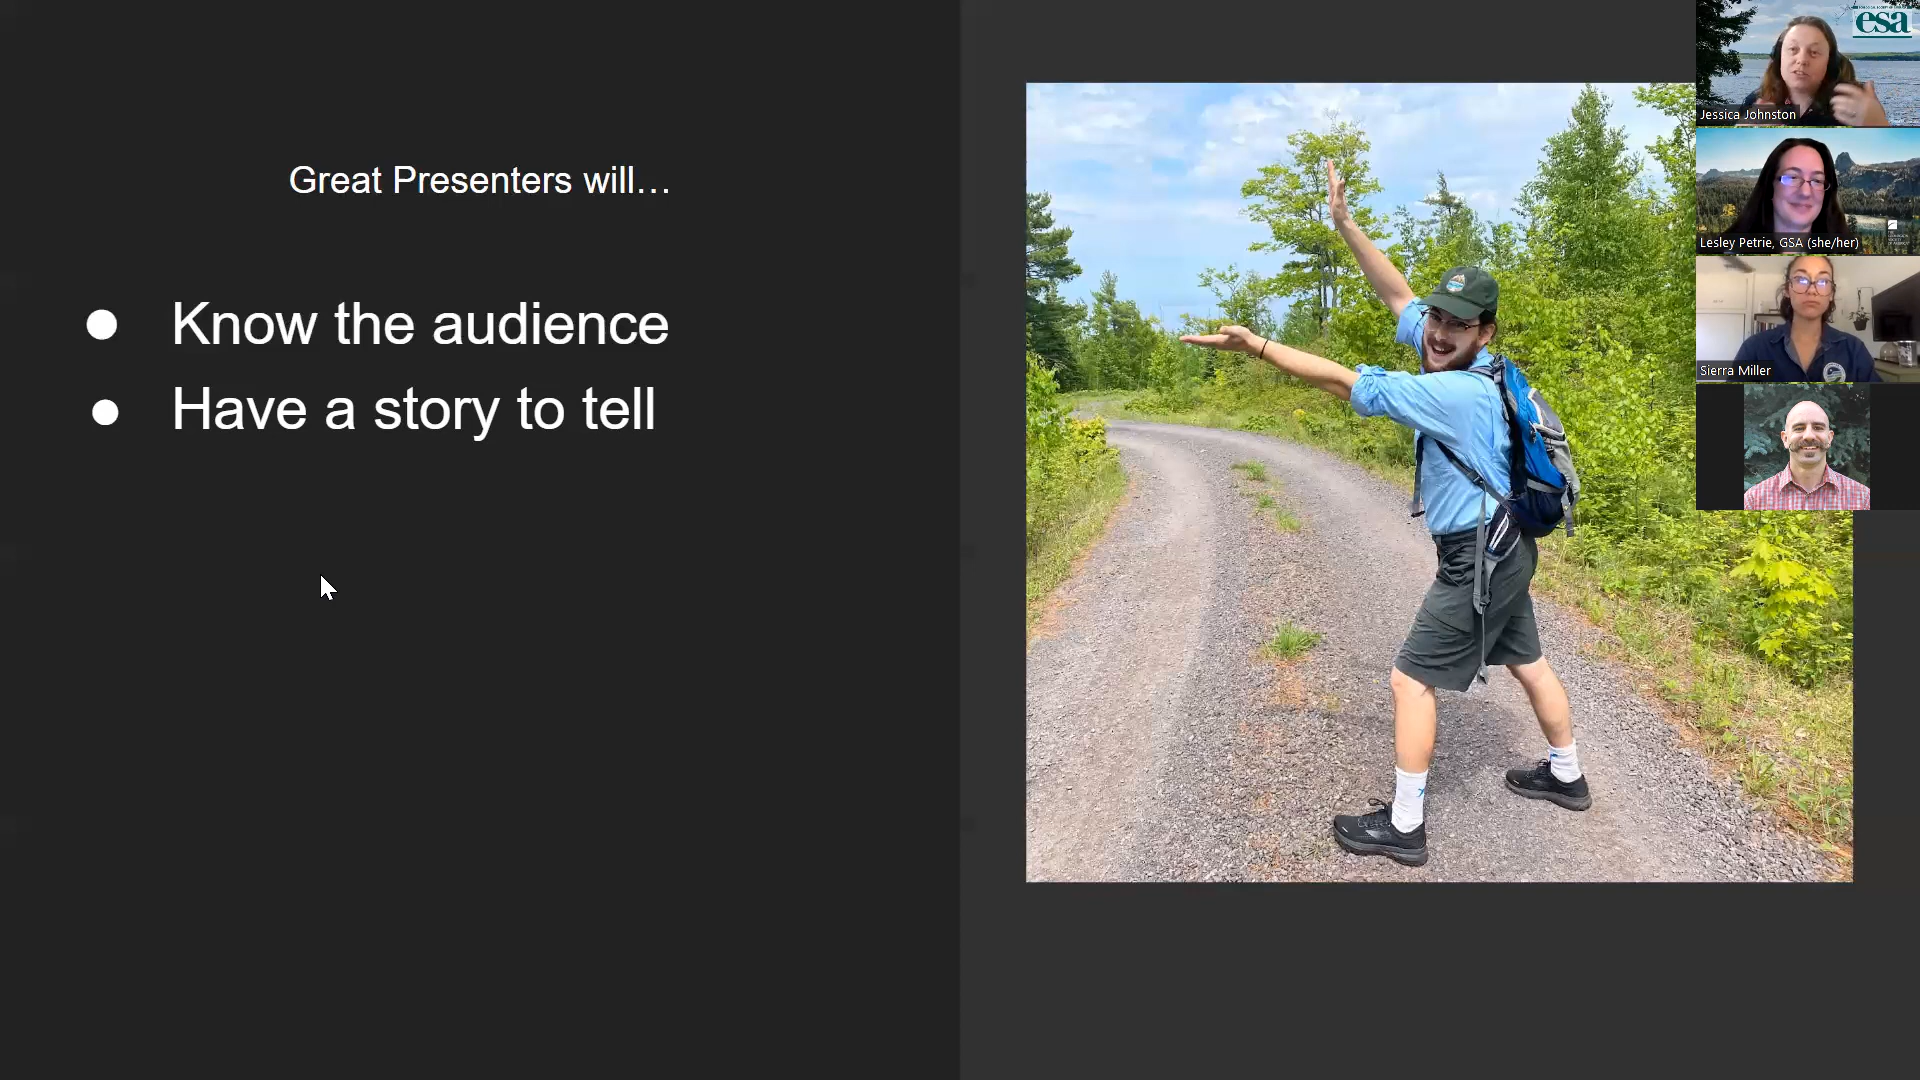 Great Presenters will…
Know the audience
Have a story to tell
esa
Jessica Johnston
Lesley Petrie, GSA (she/her)
Sierra Miller